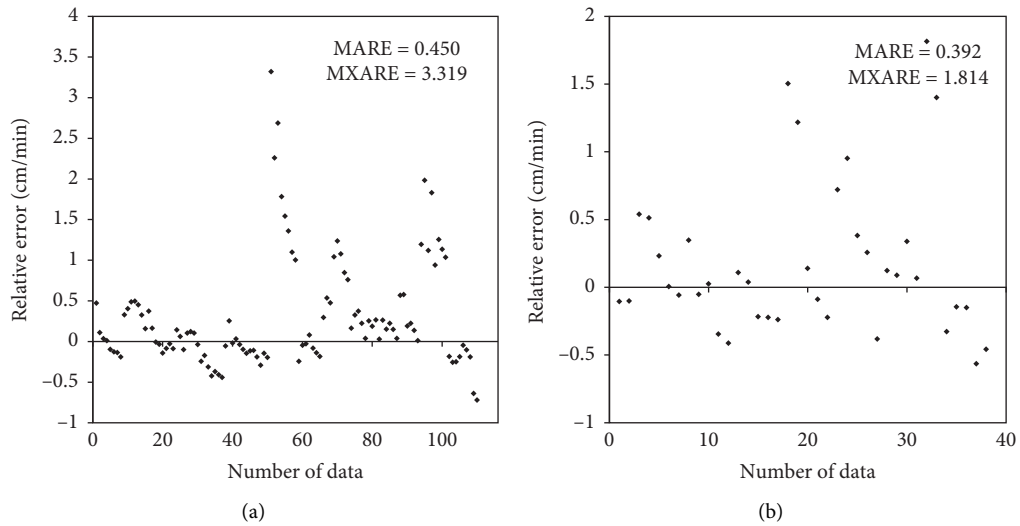 4
3.5
3
2.5
2
1.5
1
0.5
0
−0.5
−1
Relative error (cm/min)
MARE = 0.450
MXARE = 3.319
0 20 40 60 80 100
Number of data
(a)
2
1.5
1
0.5
0
−0.5
−1
Relative error (cm/min)
MARE = 0.392
MXARE = 1.814
0 10 20 30 40
Number of data
(b)